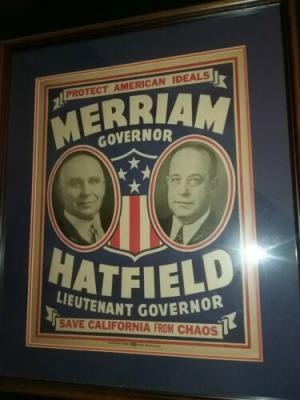 PROTECT AMERICAN IDEALS
MERRIAM
GOVERNOR
HATFIELD
LIEUTENANT GOVERNOR
SAVE CALIFORNIA FROM CHAOS